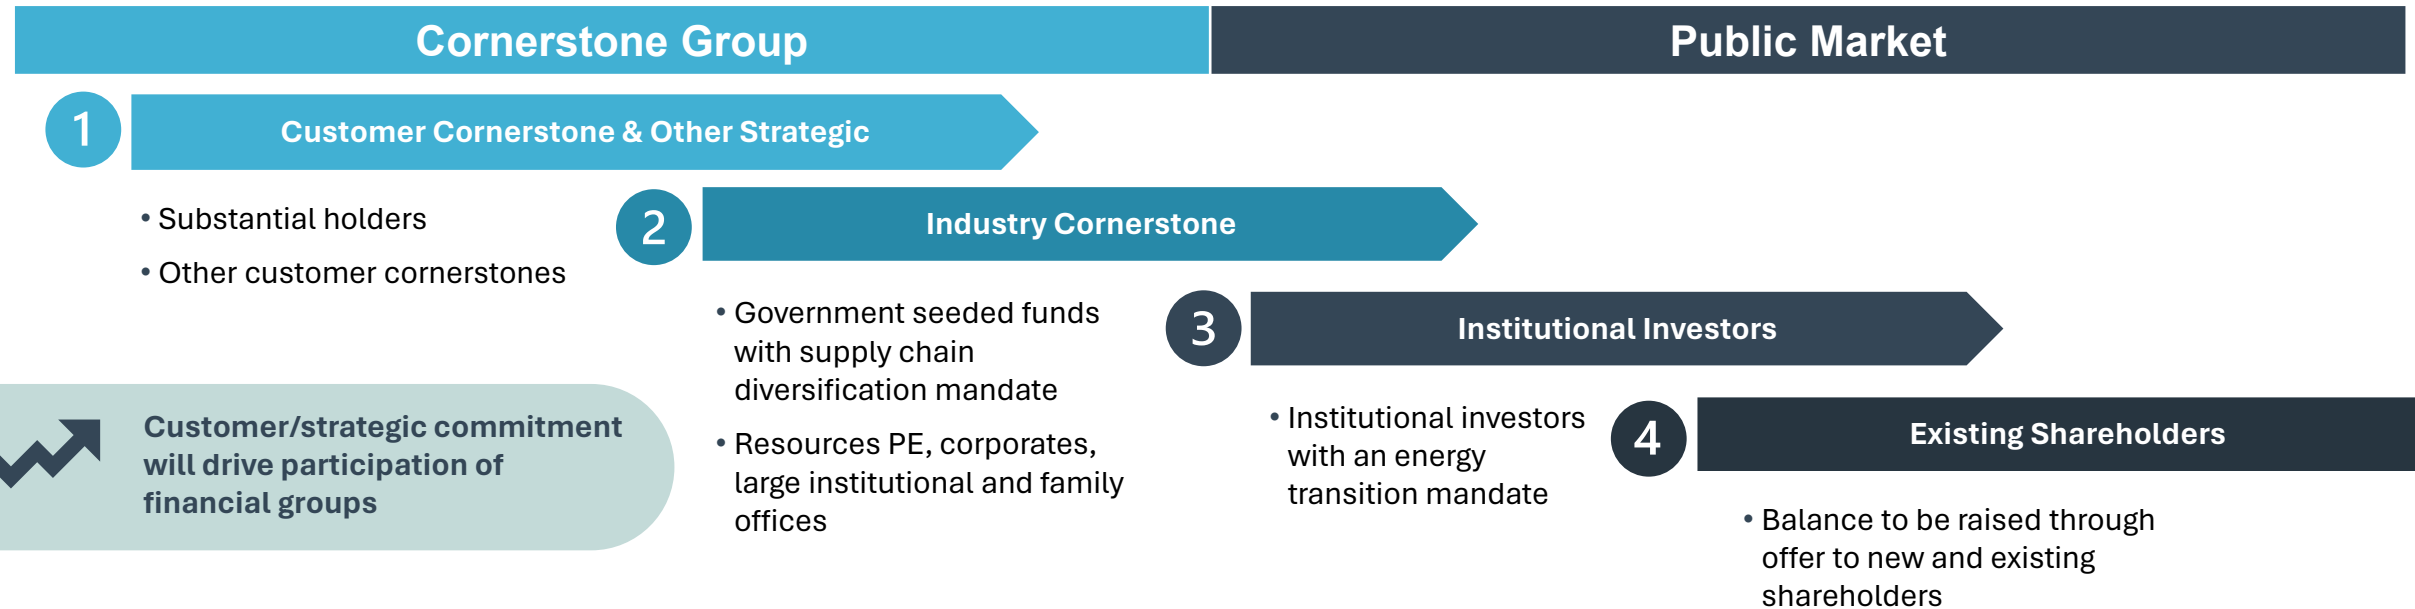 Cornerstone Group
Public Market
1
Customer Cornerstone & Other Strategic
• Substantial holders
• Other customer cornerstones
2
Industry Cornerstone
• Government seeded funds
with supply chain
diversification mandate
• Resources PE, corporates,
large institutional and family
offices
3
Institutional Investors
• Institutional investors
with an energy
transition mandate
4
Existing Shareholders
• Balance to be raised through
offer to new and existing
shareholders
Customer/strategic commitment
will drive participation of
financial groups